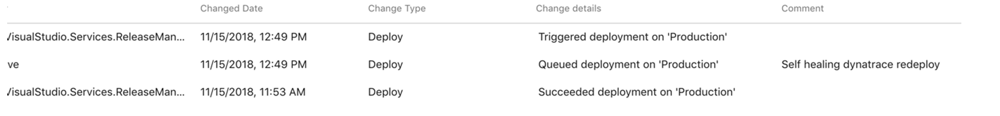 Changed Date Change Type Change details Comment
VisualStudio.Services.ReleaseMan... 11/15/2018, 12:49 PM Deploy Triggered deployment on 'Production'
ve 11/15/2018, 12:49 PM Deploy Queued deployment on 'Production' Self healing dynatrace redeploy
VisualStudio.Services.ReleaseMan... 11/15/2018, 11:53 AM Deploy Succeeded deployment on 'Production'